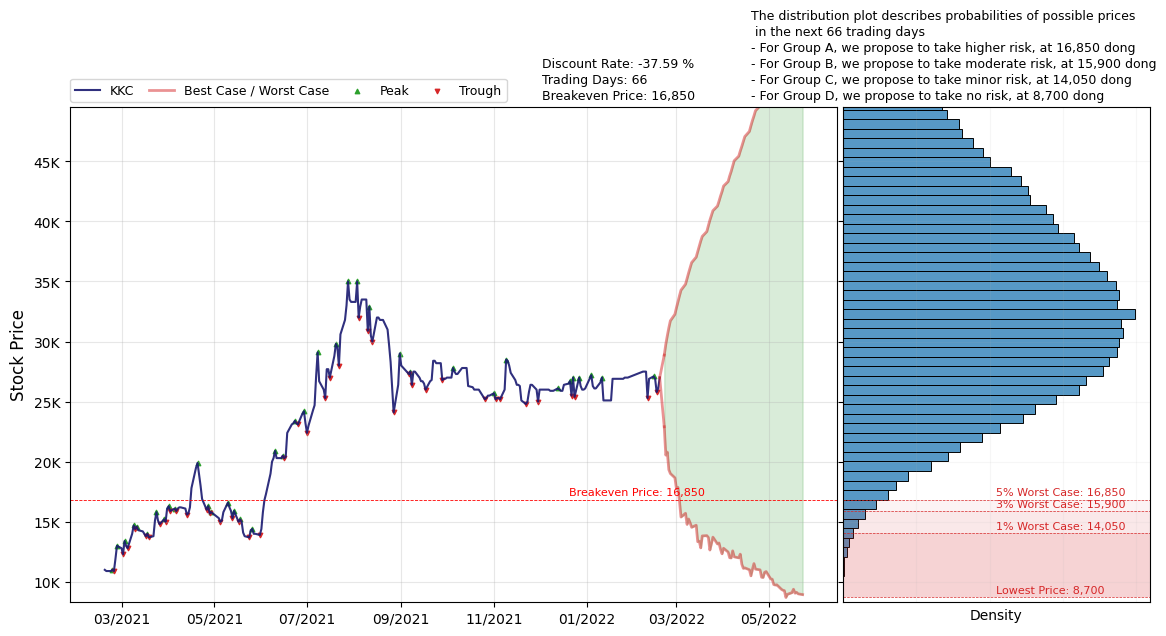 The distribution plot describes probabilities of possible prices
in the next 66 trading days
- For Group A, we propose to take higher risk, at 16,850 dong
- For Group B, we propose to take moderate risk, at 15,900 dong
- For Group C, we propose to take minor risk, at 14,050 dong
- For Group D, we propose to take no risk, at 8,700 dong
Discount Rate: -37.59 %
Trading Days: 66
Breakeven Price: 16,850
KKC
Best Case / Worst Case
Peak
Trough
Stock Price
45K
40K
35K
30K
25K
20K
15K
10K
Breakeven Price: 16,850
5% Worst Case: 16,850
3% Worst Case: 15,900
1% Worst Case: 14,050
Lowest Price: 8,700
03/2021
05/2021
07/2021
09/2021
11/2021
01/2022
03/2022
05/2022
Density